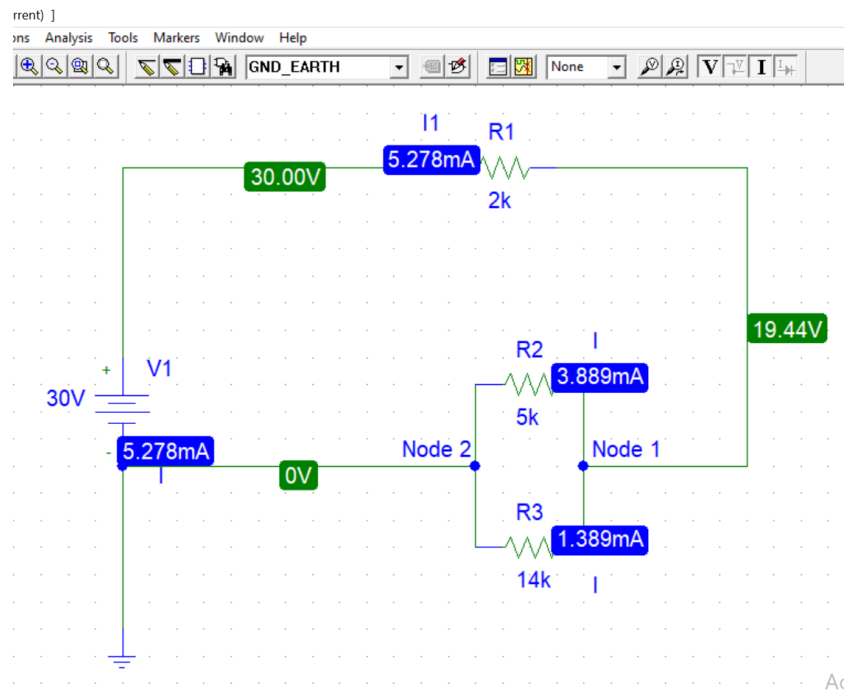 rrent) ]
ons Analysis Tools Markers Window Help
GND_EARTH None V V I I
I1
R1
5.278mA
30.00V
2k
19.44V
R2 I
3.889mA
+ V1
30V
5k
- 5.278mA
I
Node 2 Node 1
0V
R3
1.389mA
14k I